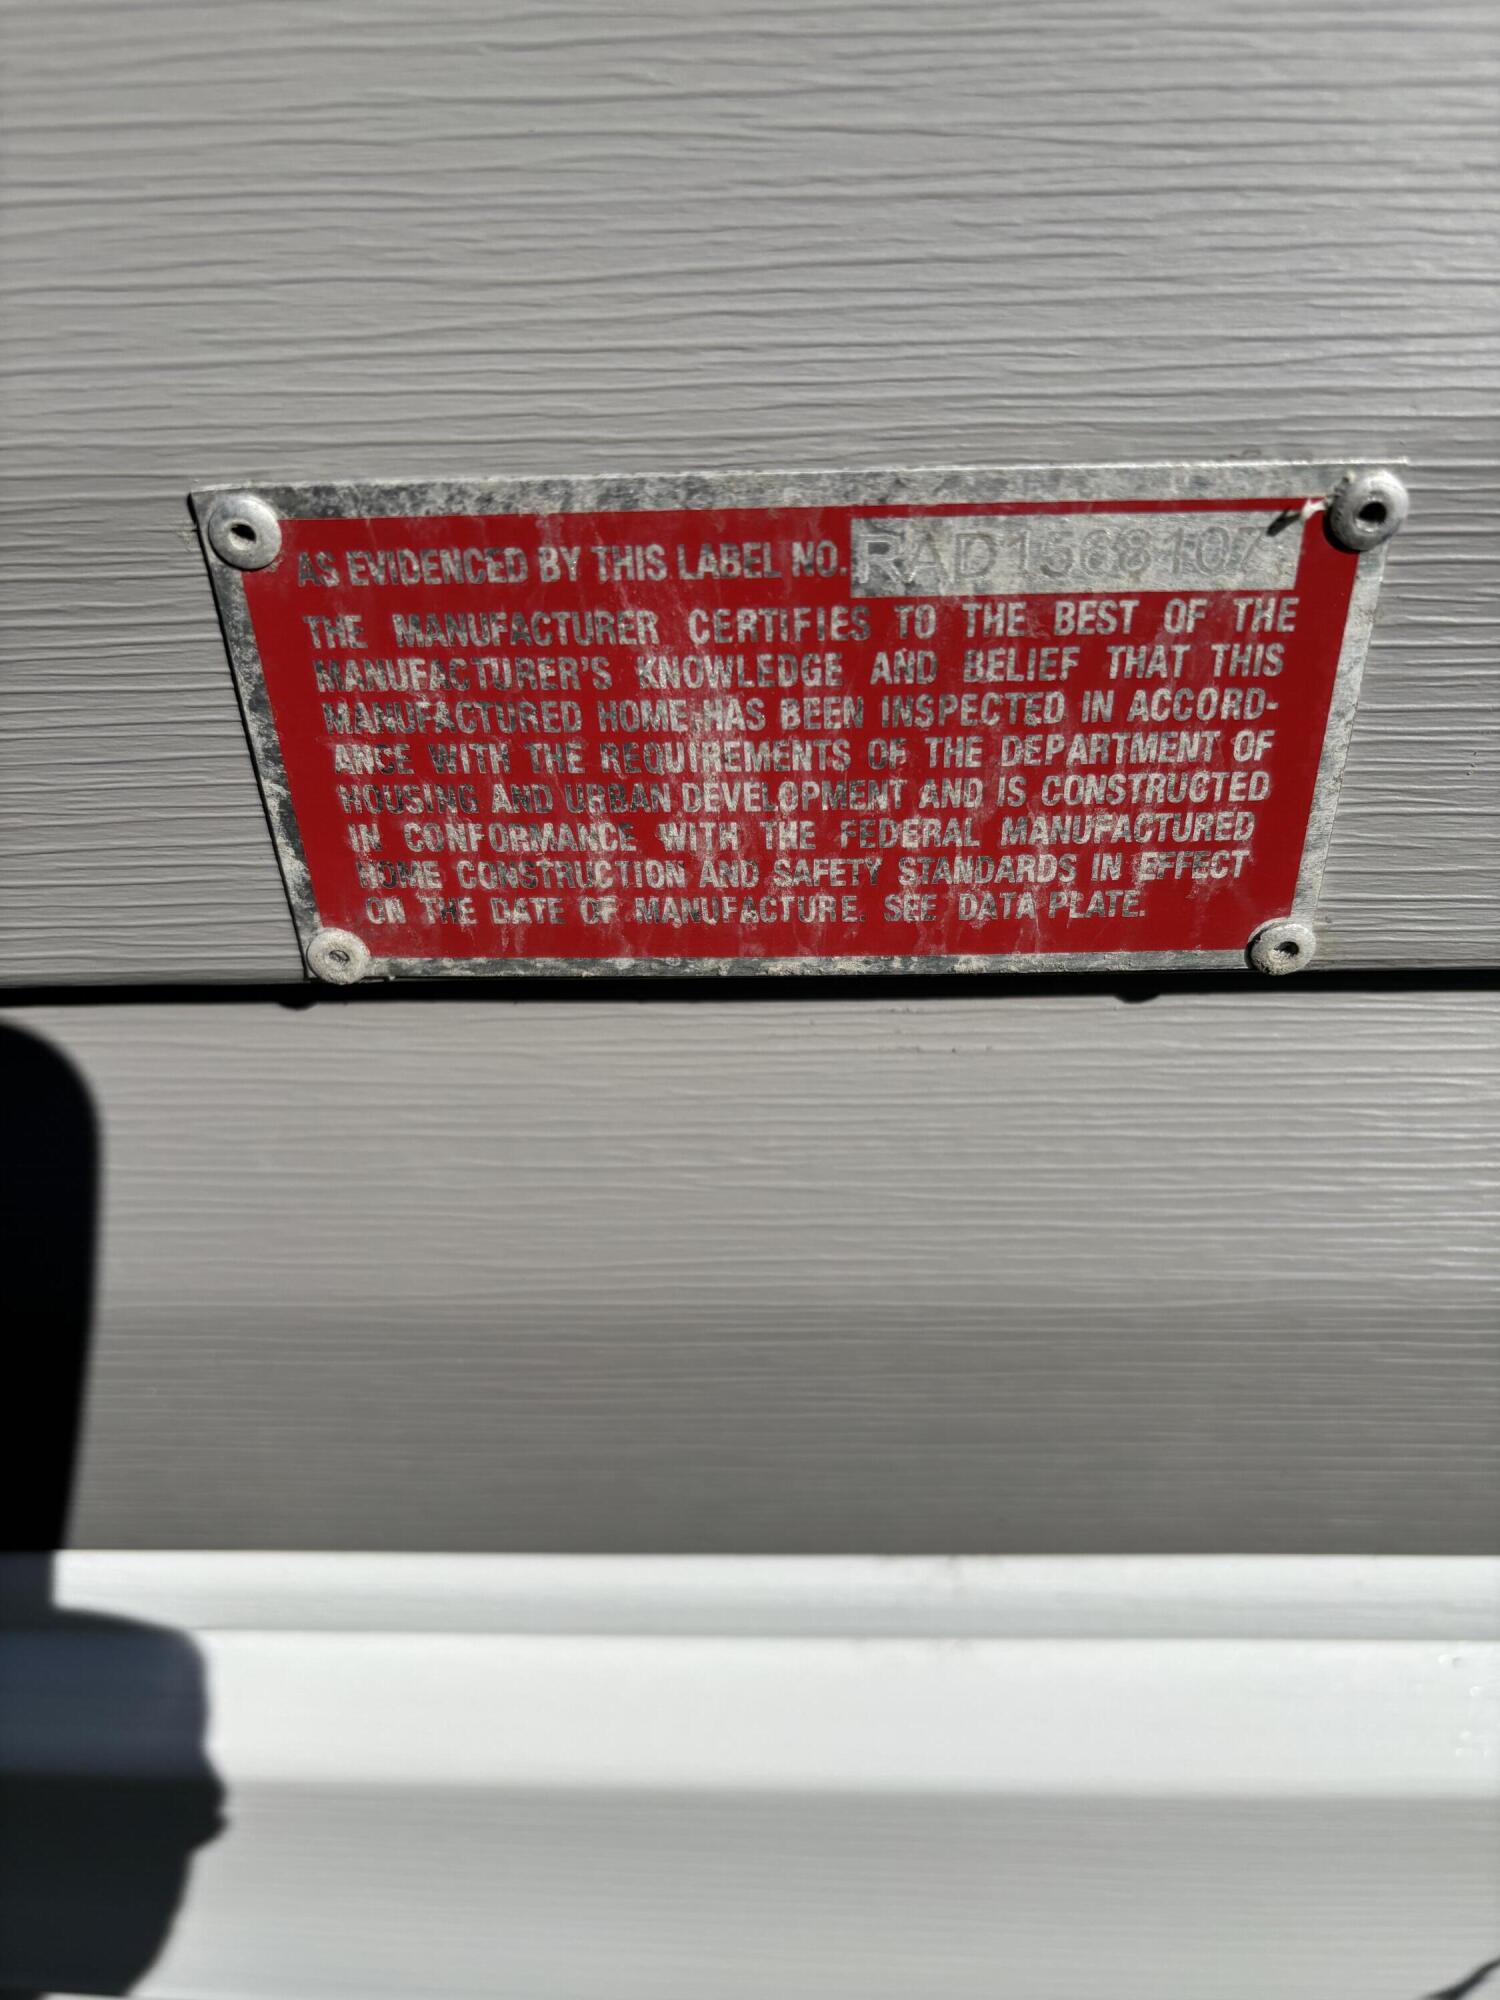 AS EVIDENCED BY THIS LABEL NO.
THE MANUFACTURER CERTIFIES TO THE BEST OF THE
MANUFACTURER'S KNOWLEDGE AND BELIEF THAT THIS
MANUFACTURED HOME HAS BEEN INSPECTED IN ACCORD-
ANCE WITH THE REQUIREMENTS OF THE DEPARTMENT OF
HOUSING AND URBAN DEVELOPMENT AND IS CONSTRUCTED
IN CONFORMANCE WITH THE FEDERAL MANUFACTURED
HOME CONSTRUCTION AND SAFETY STANDARDS IN EFFECT
ON THE DATE OF MANUFACTURE. SEE DATA PLATE.